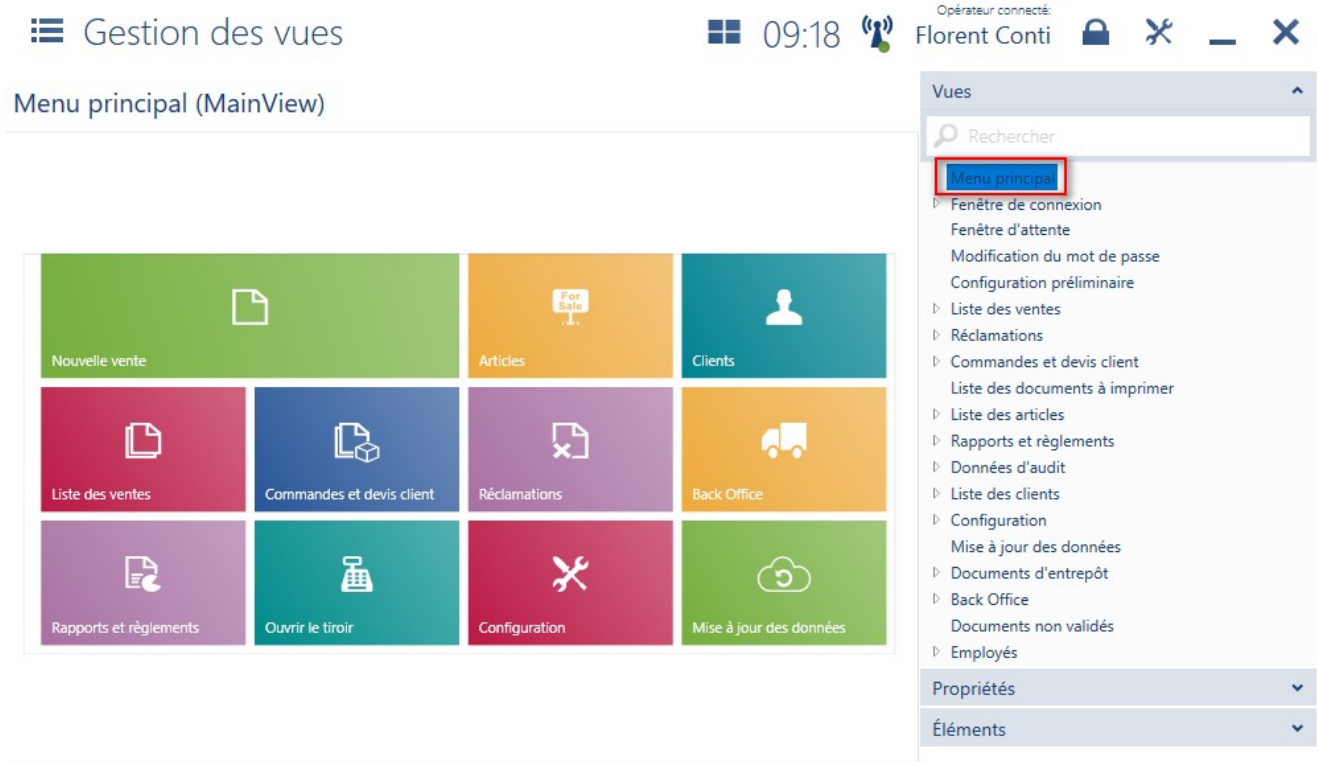 Gestion des vues
09:18
Opérateur connecté:
Florent Conti
Menu principal (MainView)
Nouvelle vente
For
Sale
Articles
Clients
Liste des ventes
Commandes et devis client
Réclamations
Back Office
Rapports et règlements
Ouvrir le tiroir
Configuration
Mise à jour des données
Vues
Rechercher
Menu principal
Fenêtre de connexion
Fenêtre d'attente
Modification du mot de passe
Configuration préliminaire
Liste des ventes
Réclamations
Commandes et devis client
Liste des documents à imprimer
Liste des articles
Rapports et règlements
Données d'audit
Liste des clients
Configuration
Mise à jour des données
Documents d'entrepôt
Back Office
Documents non validés
Employés
Propriétés
Éléments